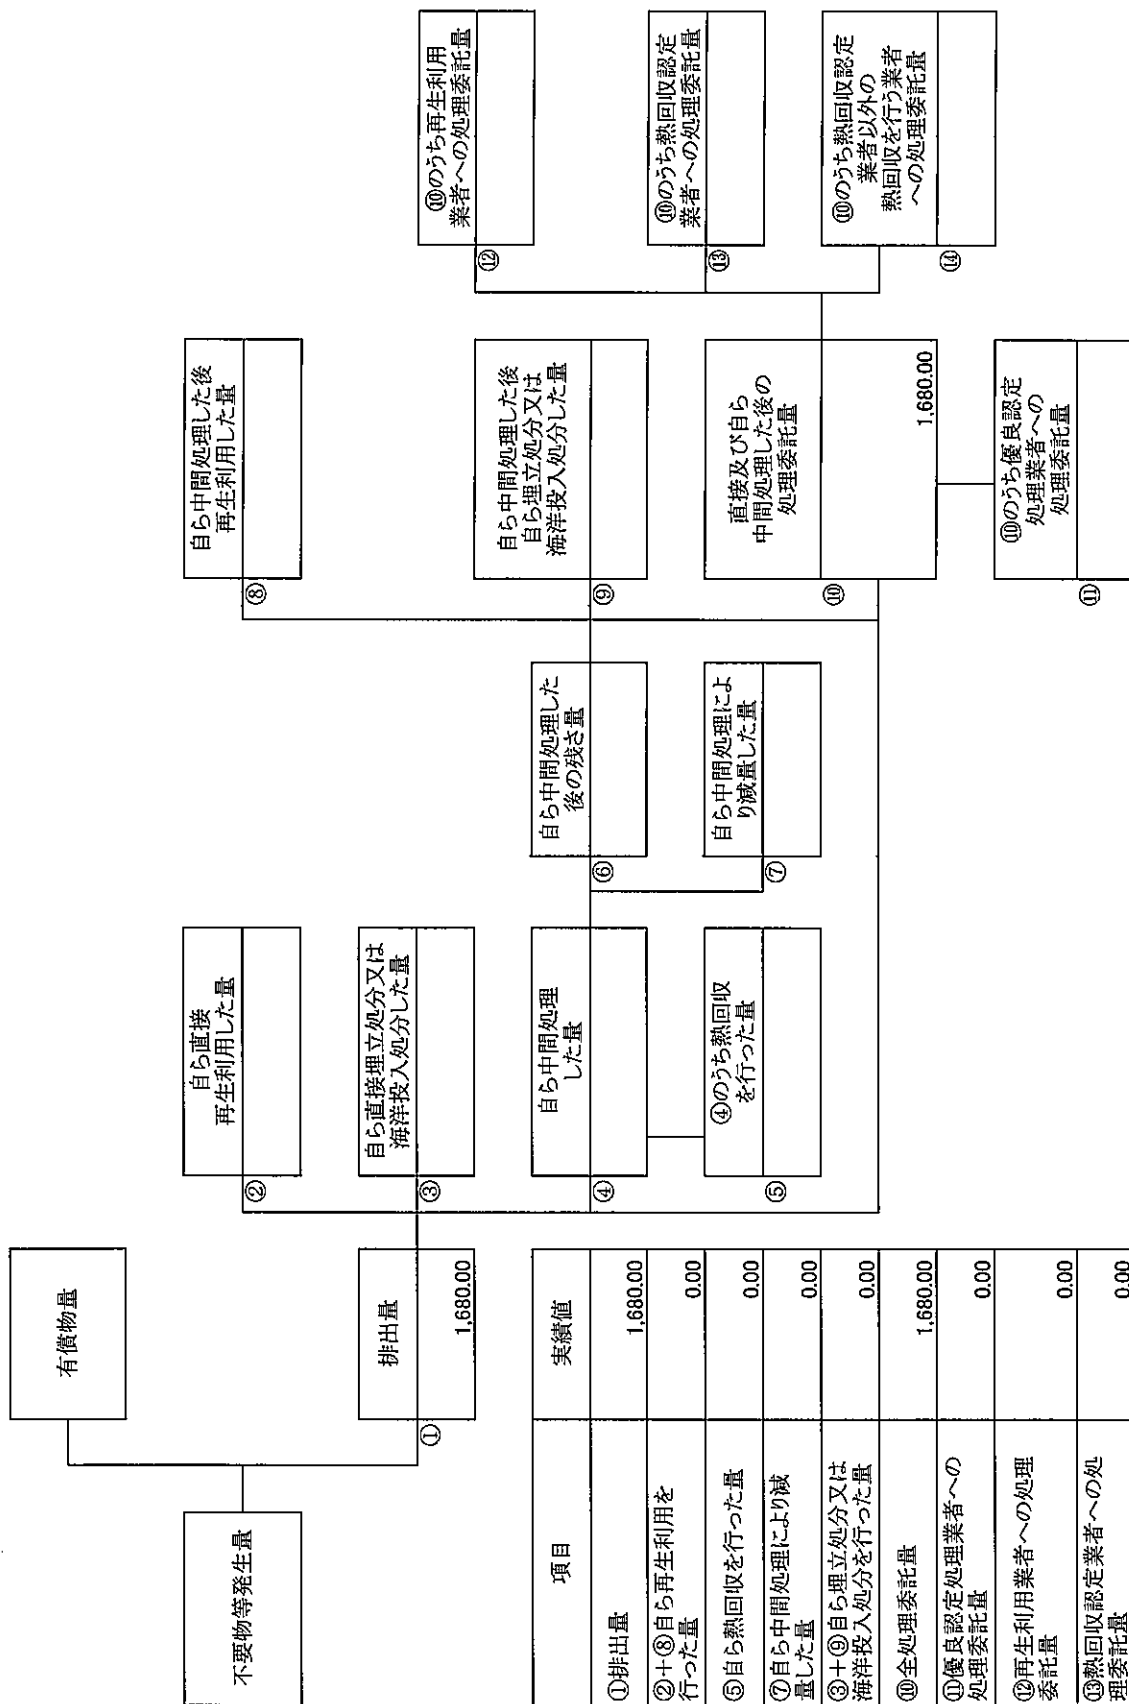 不要物等発生量
有償物量
排出量
①
1,680.00
②
自ら直接
再生利用した量
③
自ら直接埋立処分又は
海洋投入処分した量
④
自ら中間処理
した量
⑤
④のうち熱回収
を行った量
⑥
自ら中間処理した
後の残さ量
⑦
自ら中間処理によ
り減量した量
⑧
自ら中間処理した後
再生利用した量
⑨
自ら中間処理した後
自ら埋立処分又は
海洋投入処分した量
⑩
直接及び自ら
中間処理した後の
処理委託量
1,680.00
⑪
⑩のうち優良認定
処理業者への
処理委託量
⑫
⑩のうち再生利用
業者への処理委託量
⑬
⑩のうち熱回収認定
業者への処理委託量
⑭
⑩のうち熱回収認定
業者以外の
熱回収を行う業者
への処理委託量
項目 実績値
①排出量 1,680.00
②+⑧自ら再生利用を
行った量 0.00
⑤自ら熱回収を行った量 0.00
⑦自ら中間処理により減
量した量 0.00
③+⑨自ら埋立処分又は
海洋投入処分を行った量 0.00
⑩全処理委託量 1,680.00
⑪優良認定処理業者への
処理委託量 0.00
⑫再生利用業者への処理
委託量 0.00
⑬熱回収認定業者への処
理委託量 0.00